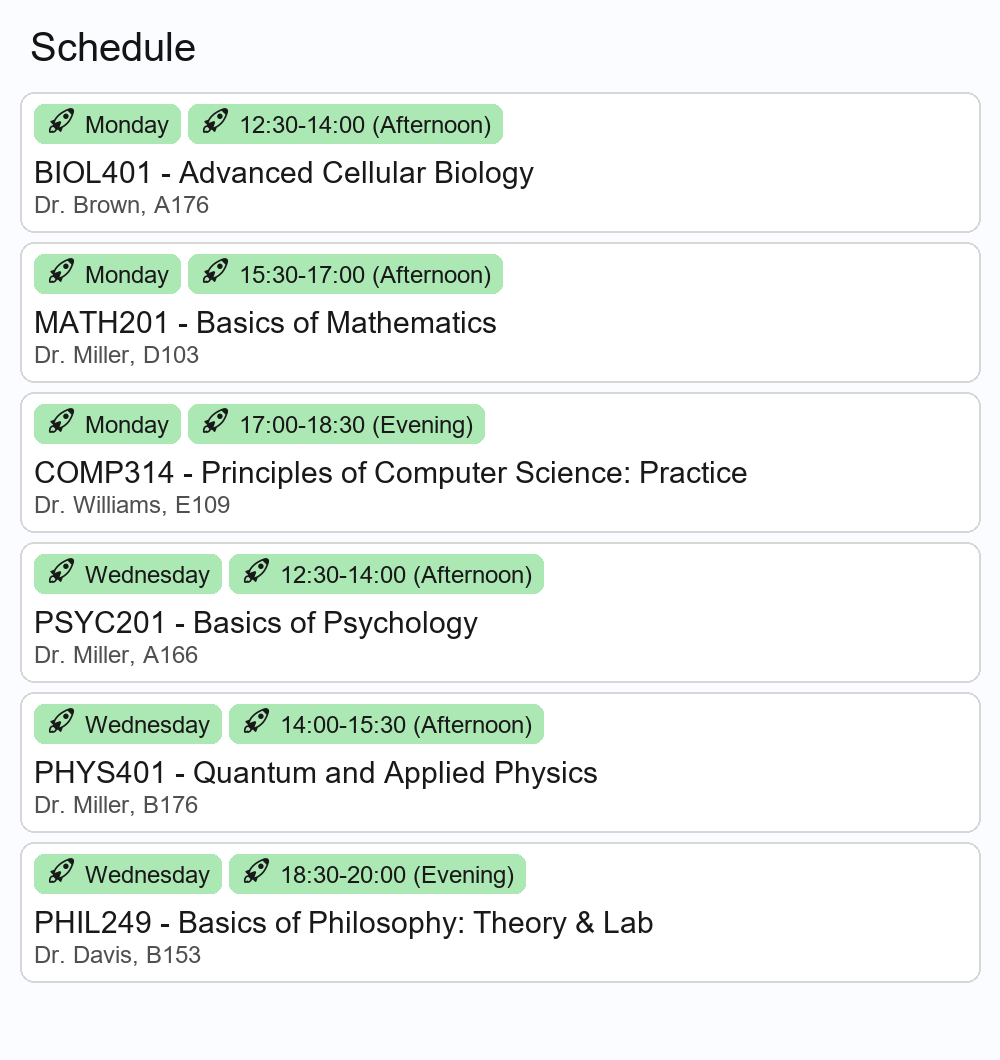 Schedule
Monday 12:30-14:00 (Afternoon)
BIOL401 - Advanced Cellular Biology
Dr. Brown, A176
Monday 15:30-17:00 (Afternoon)
MATH201 - Basics of Mathematics
Dr. Miller, D103
Monday 17:00-18:30 (Evening)
COMP314 - Principles of Computer Science: Practice
Dr. Williams, E109
Wednesday 12:30-14:00 (Afternoon)
PSYC201 - Basics of Psychology
Dr. Miller, A166
Wednesday 14:00-15:30 (Afternoon)
PHYS401 - Quantum and Applied Physics
Dr. Miller, B176
Wednesday 18:30-20:00 (Evening)
PHIL249 - Basics of Philosophy: Theory & Lab
Dr. Davis, B153